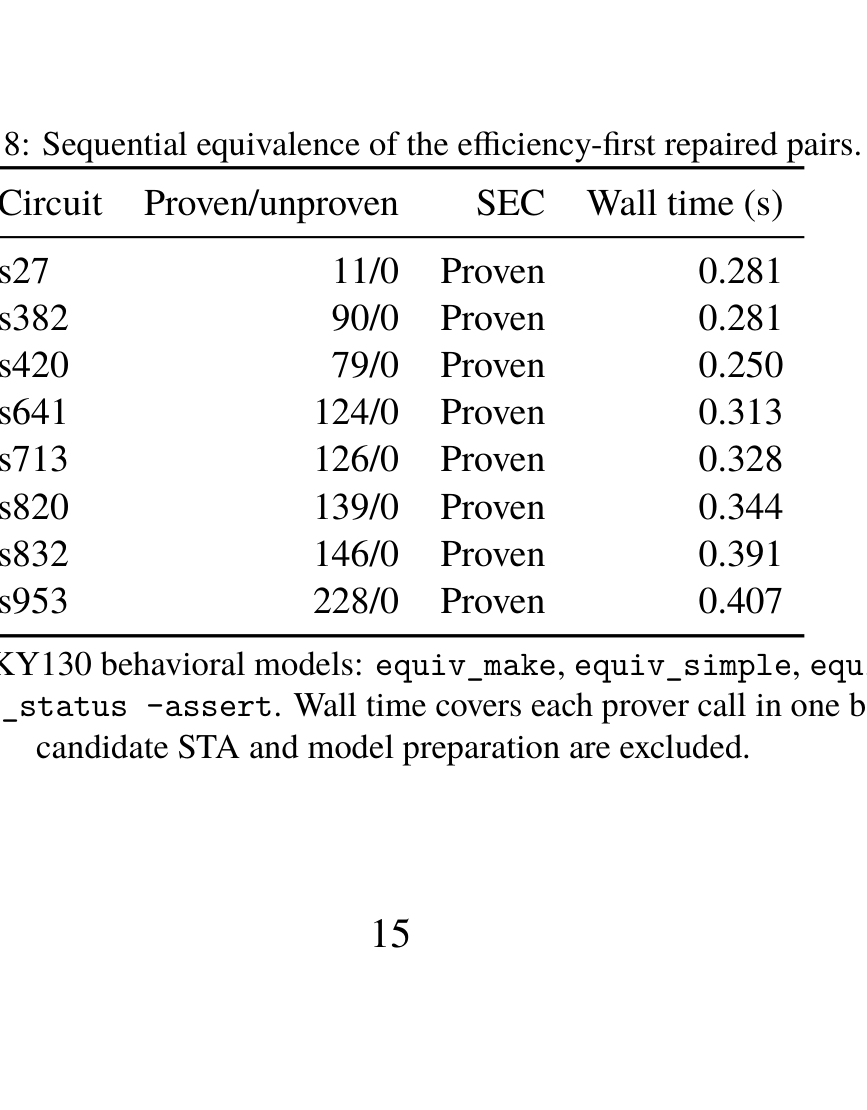 8: Sequential equivalence of the efficiency-first repaired pairs.
Circuit Proven/unproven SEC Wall time (s)
s27 11/0 Proven 0.281
s382 90/0 Proven 0.281
s420 79/0 Proven 0.250
s641 124/0 Proven 0.313
s713 126/0 Proven 0.328
s820 139/0 Proven 0.344
s832 146/0 Proven 0.391
s953 228/0 Proven 0.407
KY130 behavioral models: equiv_make, equiv_simple, equ
_status -assert. Wall time covers each prover call in one b
candidate STA and model preparation are excluded.
15